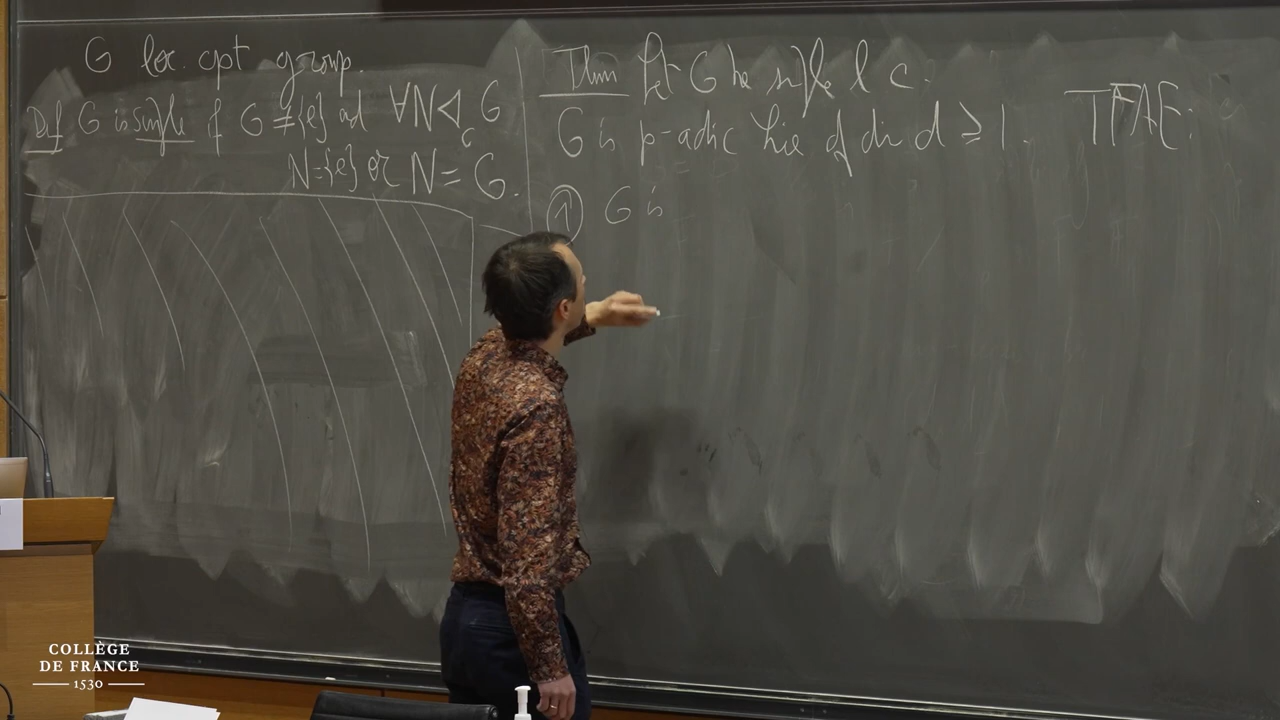 G loc. cpt group.
Def G is simple if G ≠ {e} and ∀N ◁_c G
N = {e} or N = G.
Thm Let G be simple l c.
G is p-adic Lie of dim d ⩾ 1. TFAE:
① G is
COLLÈGE
DE FRANCE
1530